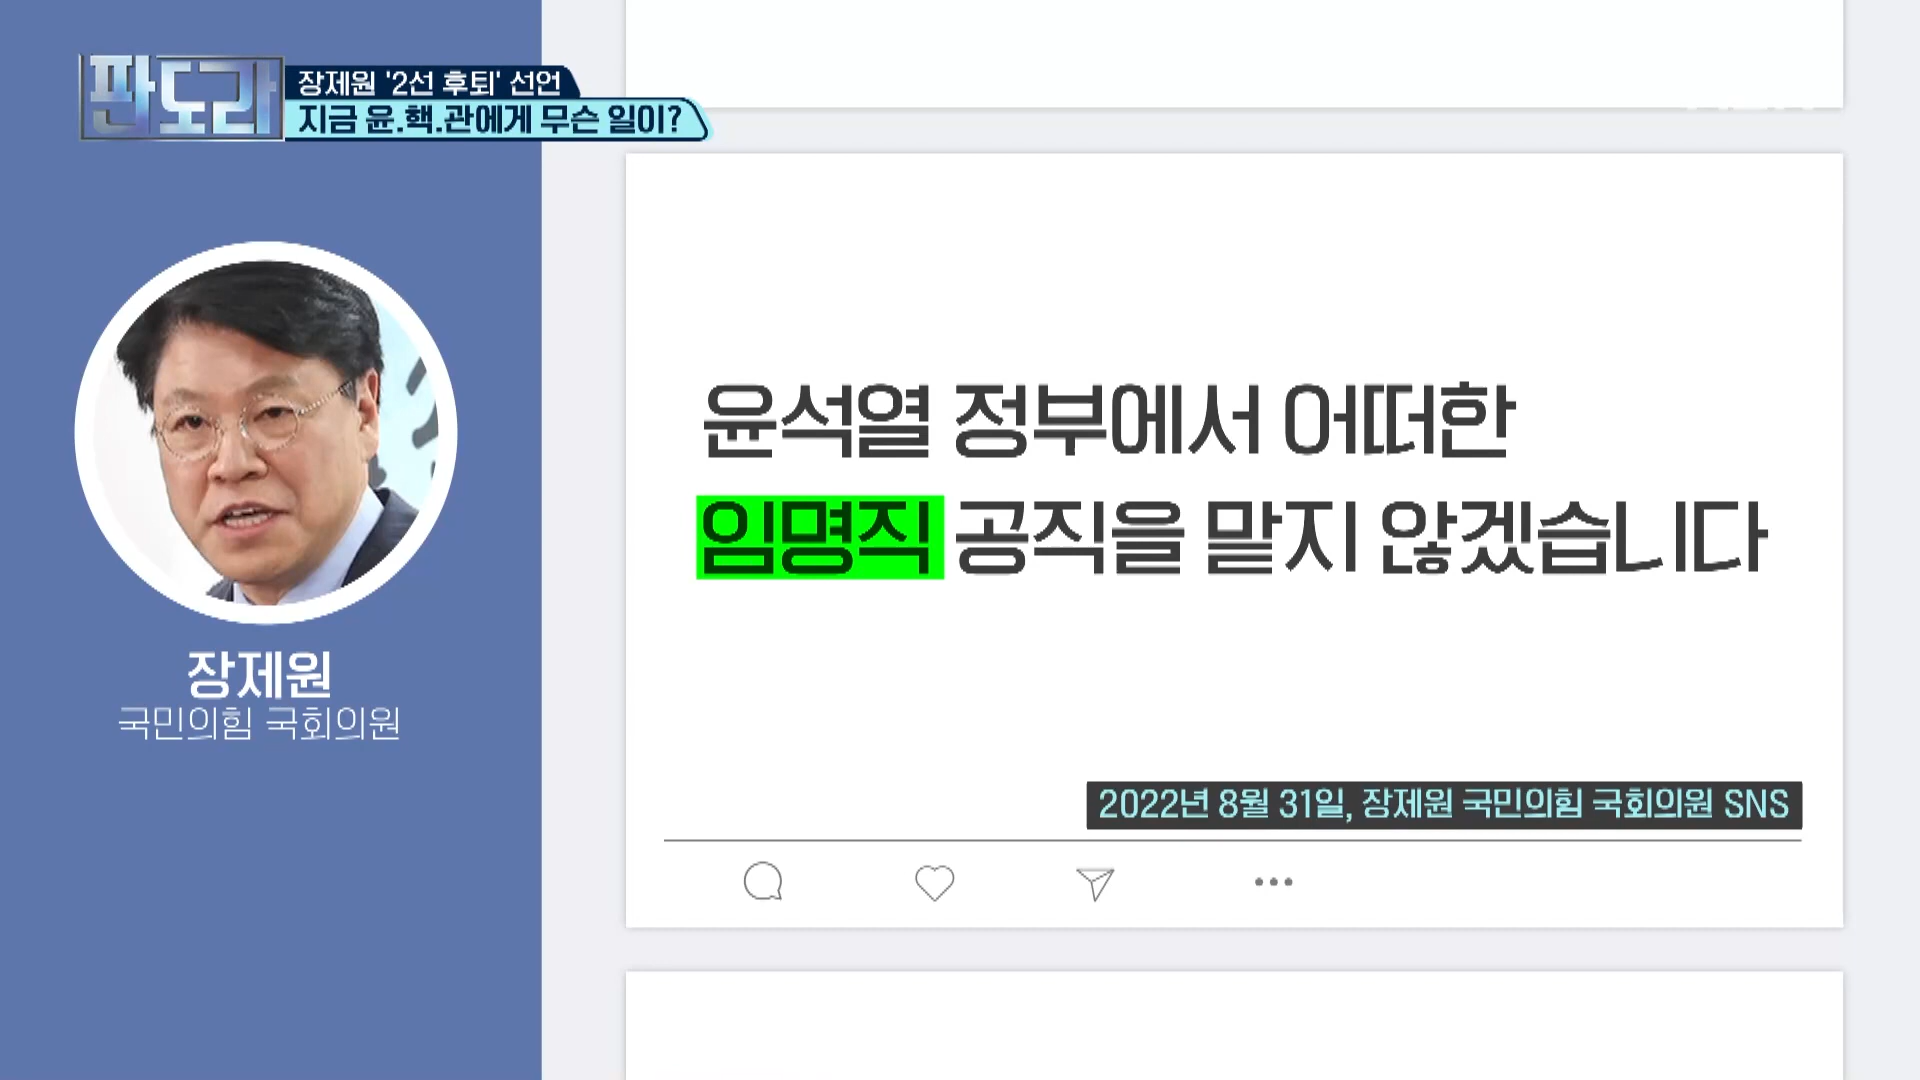 판도라
장제원 '2선 후퇴' 선언
지금 윤.핵.관에게 무슨 일이?
장제원
국민의힘 국회의원
윤석열 정부에서 어떠한
임명직 공직을 맡지 않겠습니다
2022년 8월 31일, 장제원 국민의힘 국회의원 SNS